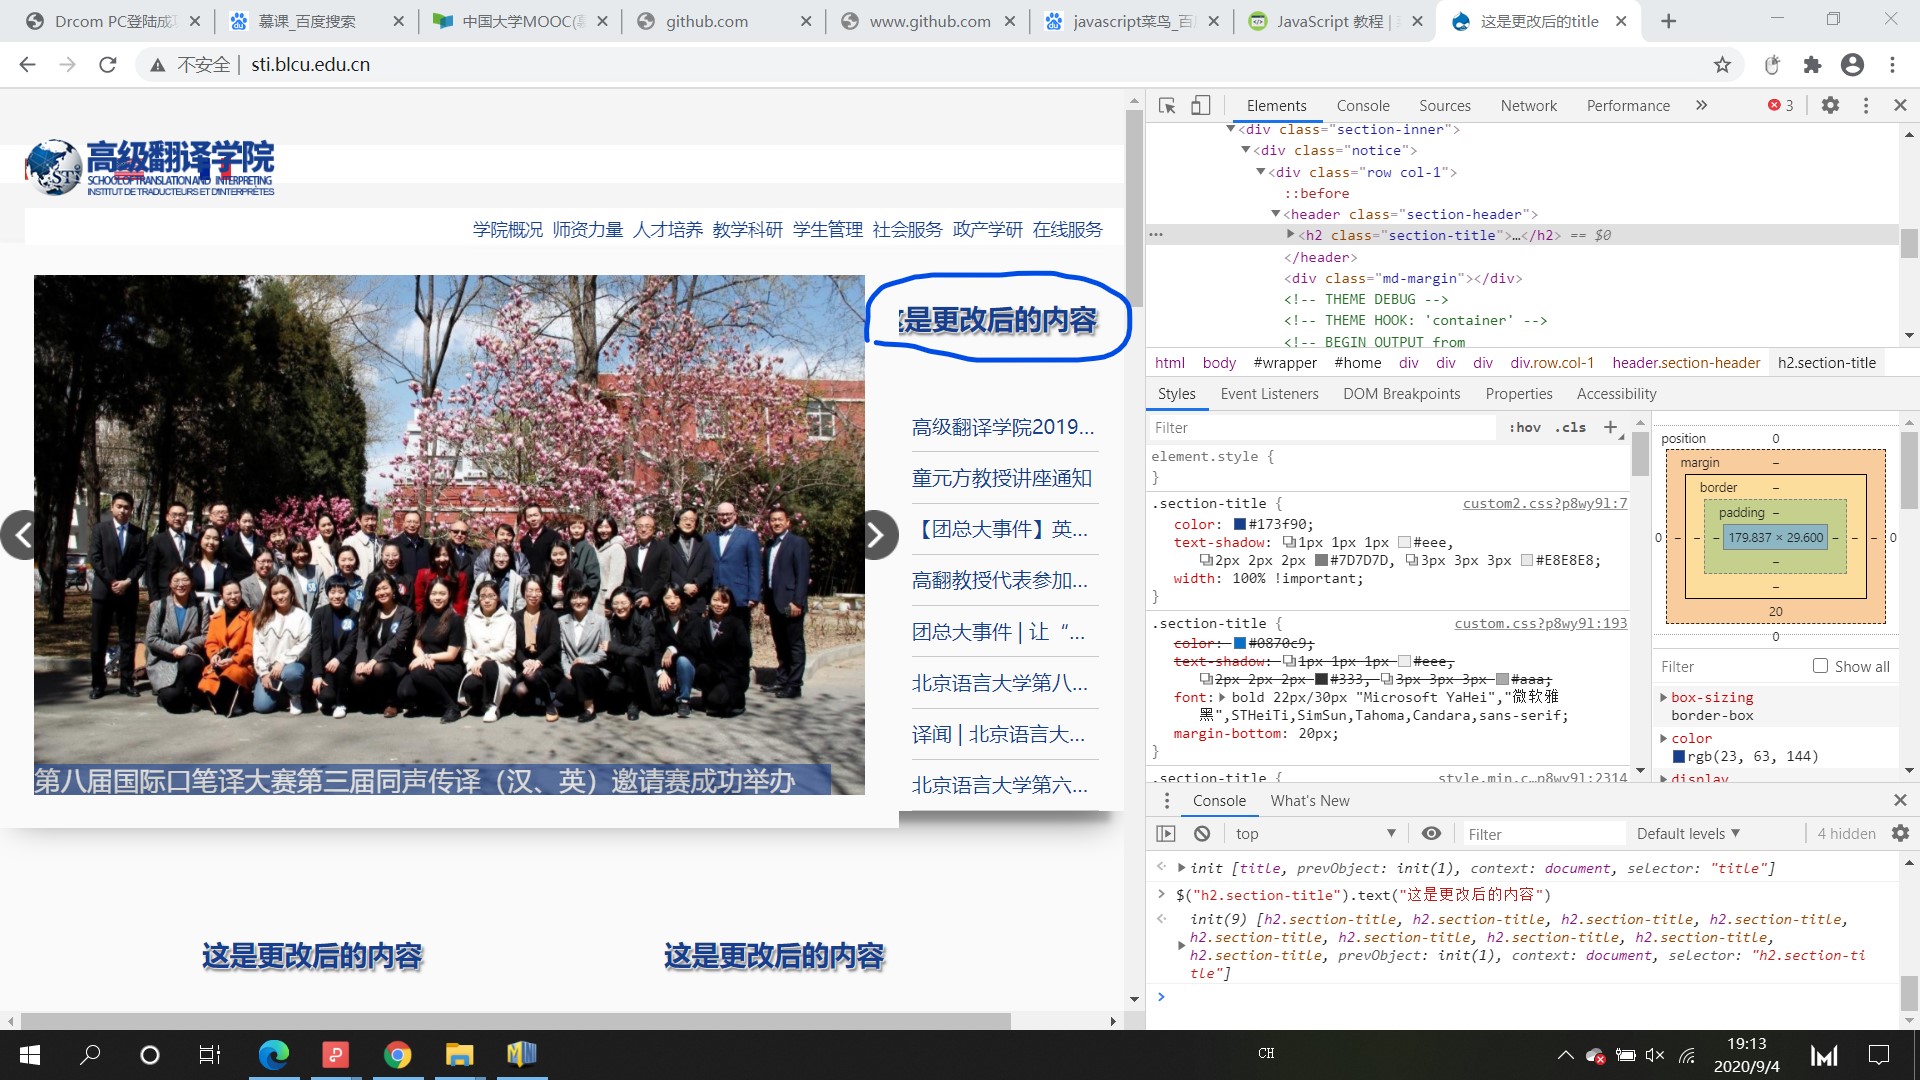 Drcom PC登陆成功
慕课_百度搜索
中国大学MOOC(慕
github.com
www.github.com
javascript菜鸟_百度
JavaScript 教程 |
这是更改后的title
不安全 | sti.blcu.edu.cn
高级翻译学院
SCHOOL OF TRANSLATION AND INTERPRETING
INSTITUT DE TRADUCTEURS ET D'INTERPRÈTES
学院概况 师资力量 人才培养 教学科研 学生管理 社会服务 政产学研 在线服务
这是更改后的内容
高级翻译学院2019...
童元方教授讲座通知
【团总大事件】英...
高翻教授代表参加...
团总大事件 | 让“...
北京语言大学第八...
译闻 | 北京语言大...
北京语言大学第六...
第八届国际口笔译大赛第三届同声传译（汉、英）邀请赛成功举办
这是更改后的内容
这是更改后的内容
Elements Console Sources Network Performance » 3
<div class="section-inner">
<div class="notice">
<div class="row col-1">
::before
<header class="section-header">
<h2 class="section-title">…</h2> == $0
</header>
<div class="md-margin"></div>
<!-- THEME DEBUG -->
<!-- THEME HOOK: 'container' -->
<!-- BEGIN OUTPUT from
html body #wrapper #home div div div div.row.col-1 header.section-header h2.section-title
Styles Event Listeners DOM Breakpoints Properties Accessibility
Filter :hov .cls +
element.style {
}
.section-title { custom2.css?p8wy9l:7
color: #173f90;
text-shadow: 1px 1px 1px #eee,
2px 2px 2px #7D7D7D, 3px 3px 3px #E8E8E8;
width: 100% !important;
}
.section-title { custom.css?p8wy9l:193
color: #0870c9;
text-shadow: 1px 1px 1px #eee,
2px 2px 2px #333, 3px 3px 3px #aaa;
font: bold 22px/30px "Microsoft YaHei","微软雅
黑",STHeiTi,SimSun,Tahoma,Candara,sans-serif;
margin-bottom: 20px;
}
.section-title { style.min.c…p8wy9l:2314
position 0
margin –
border –
padding –
0 – – – 179.837 × 29.600 – – – 0
–
–
20
0
Filter Show all
box-sizing
border-box
color
rgb(23, 63, 144)
display
Console What's New
top Filter Default levels 4 hidden
init [title, prevObject: init(1), context: document, selector: "title"]
$("h2.section-title").text("这是更改后的内容")
init(9) [h2.section-title, h2.section-title, h2.section-title, h2.section-title,
h2.section-title, h2.section-title, h2.section-title, h2.section-title,
h2.section-title, prevObject: init(1), context: document, selector: "h2.section-ti
tle"]
CH
19:13
2020/9/4